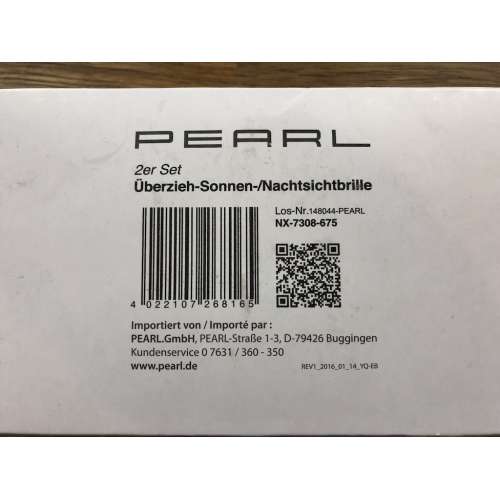 PEARL
2er Set
Überzieh-Sonnen-/Nachtsichtbrille
Los-Nr.148044-PEARL
NX-7308-675
4 022107 268165
Importiert von / Importé par :
PEARL.GmbH, PEARL-Straße 1-3, D-79426 Buggingen
Kundenservice 0 7631 / 360 - 350
www.pearl.de
REV1_2016_01_14_YQ-EB